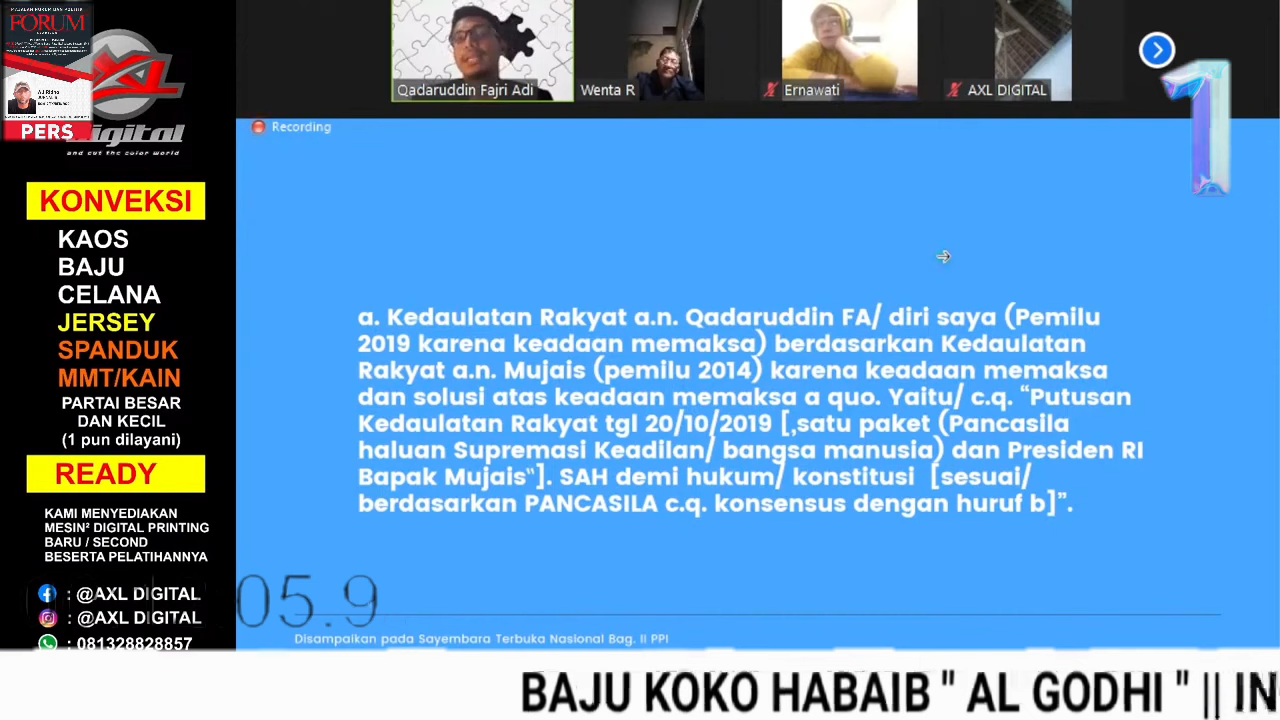 FORUM
AJ Ridho
PERS
Digital
and cut the color world
KONVEKSI
KAOS
BAJU
CELANA
JERSEY
SPANDUK
MMT/KAIN
PARTAI BESAR
DAN KECIL
(1 pun dilayani)
READY
KAMI MENYEDIAKAN
MESIN² DIGITAL PRINTING
BARU / SECOND
BESERTA PELATIHANNYA
: @AXL DIGITAL
: @AXL DIGITAL
: 081328828857
Qadaruddin Fajri Adi
Wenta R
Ernawati
AXL DIGITAL
1
Recording
a. Kedaulatan Rakyat a.n. Qadaruddin FA/ diri saya (Pemilu
2019 karena keadaan memaksa) berdasarkan Kedaulatan
Rakyat a.n. Mujais (pemilu 2014) karena keadaan memaksa
dan solusi atas keadaan memaksa a quo. Yaitu/ c.q. “Putusan
Kedaulatan Rakyat tgl 20/10/2019 [‚satu paket (Pancasila
haluan Supremasi Keadilan/ bangsa manusia) dan Presiden RI
Bapak Mujais‟]. SAH demi hukum/ konstitusi [sesuai/
berdasarkan PANCASILA c.q. konsensus dengan huruf b]”.
05.9
Disampaikan pada Sayembara Terbuka Nasional Bag. II PPI
BAJU KOKO HABAIB " AL GODHI " || IN